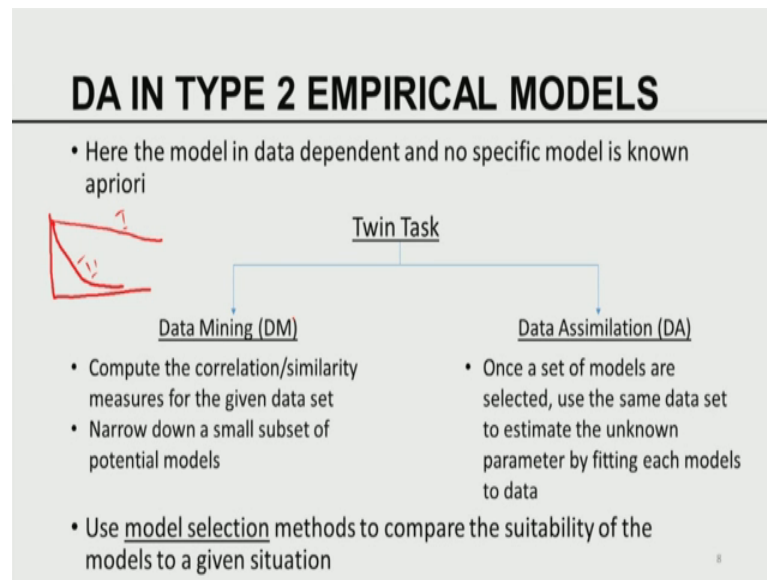 DA IN TYPE 2 EMPIRICAL MODELS
• Here the model in data dependent and no specific model is known
apriori
Twin Task
Data Mining (DM)
• Compute the correlation/similarity
measures for the given data set
• Narrow down a small subset of
potential models
Data Assimilation (DA)
• Once a set of models are
selected, use the same data set
to estimate the unknown
parameter by fitting each models
to data
• Use model selection methods to compare the suitability of the
models to a given situation
8